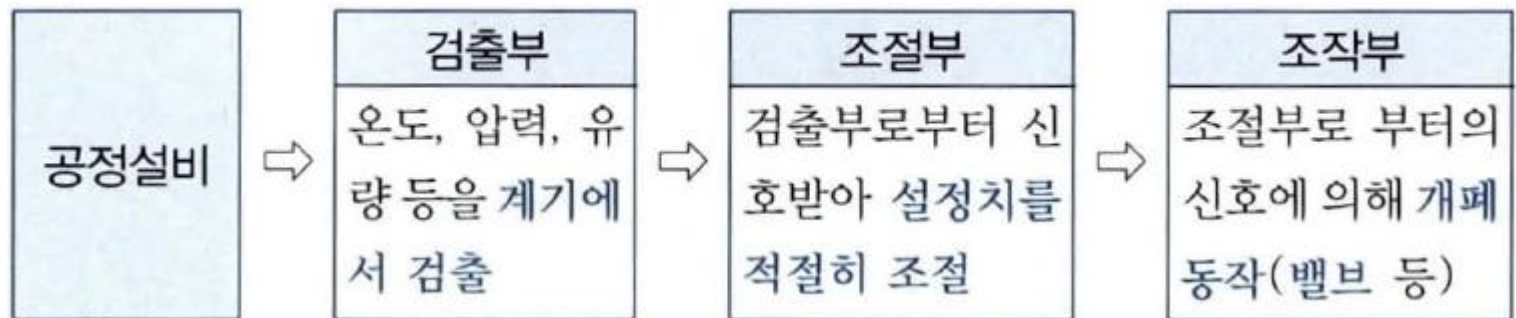 공정설비
검출부
온도, 압력, 유
량 등을 계기에
서 검출
조절부
검출부로부터 신
호받아 설정치를
적절히 조절
조작부
조절부로 부터의
신호에 의해 개폐
동작(밸브 등)